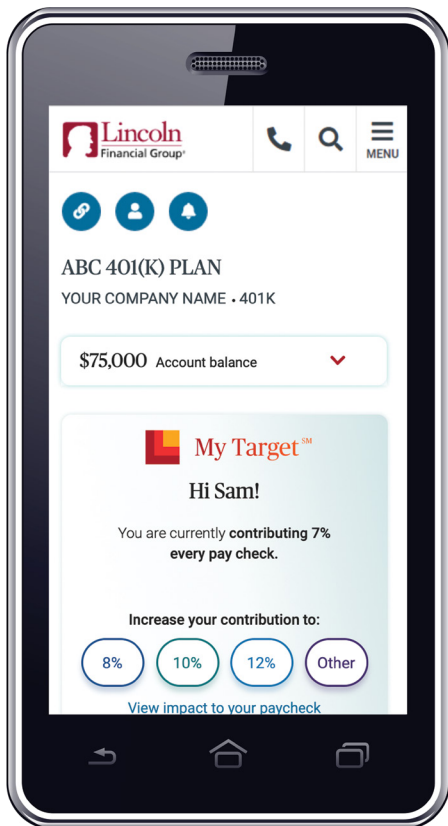 Lincoln
Financial Group®
MENU
ABC 401(K) PLAN
YOUR COMPANY NAME • 401K
$75,000 Account balance
My Target℠
Hi Sam!
You are currently contributing 7%
every pay check.
Increase your contribution to:
8% 10% 12% Other
View impact to your paycheck